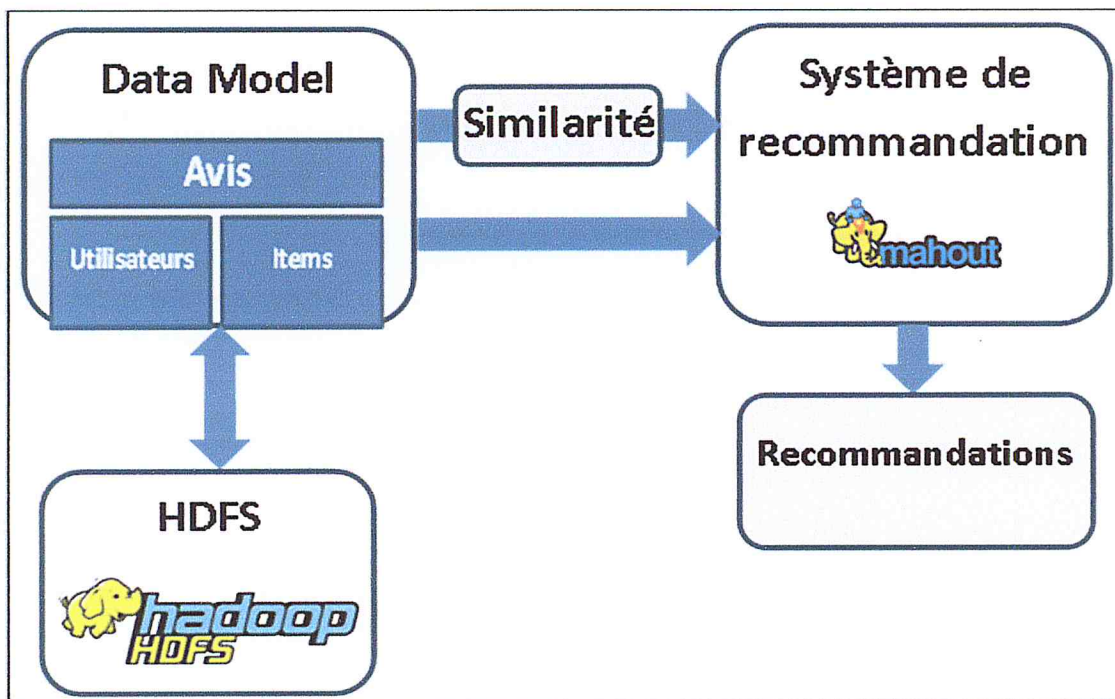 Data Model
Avis
Utilisateurs
Items
Similarité
Système de
recommandation
mahout
Recommandations
HDFS
hadoop
HDFS